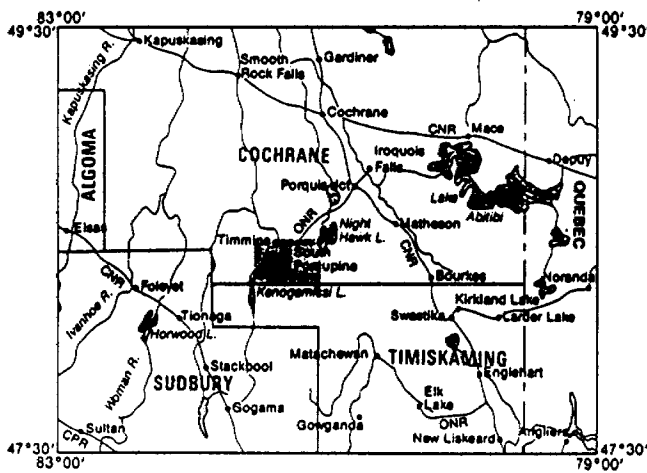 83°00'
79°00'
49°30'
49°30'
Kapuskasing
Kapuskasing R.
Smooth
Rock Falls
Gardiner
Cochrane
CNR
Mace
ALGOMA
COCHRANE
Iroquois
Falls
Depuy
Porquis Jct
Lake
Abitibi
QUEBEC
Elsas
ONR
Night
Hawk L.
Matheson
CNR
Timmins
South
Porcupine
CNR
Foleyet
Kenogamissi L.
Bourkes
Noranda
Ivanhoe R.
Tionaga
Horwood L.
Kirkland Lake
Swastika
Larder Lake
Matachewan
TIMISKAMING
Woman R.
Stackpool
SUDBURY
Englehart
Elk
Lake
Gogama
Gowganda
ONR
Sultan
CPR
New Liskeard
Angliers
47°30'
47°30'
83°00'
79°00'